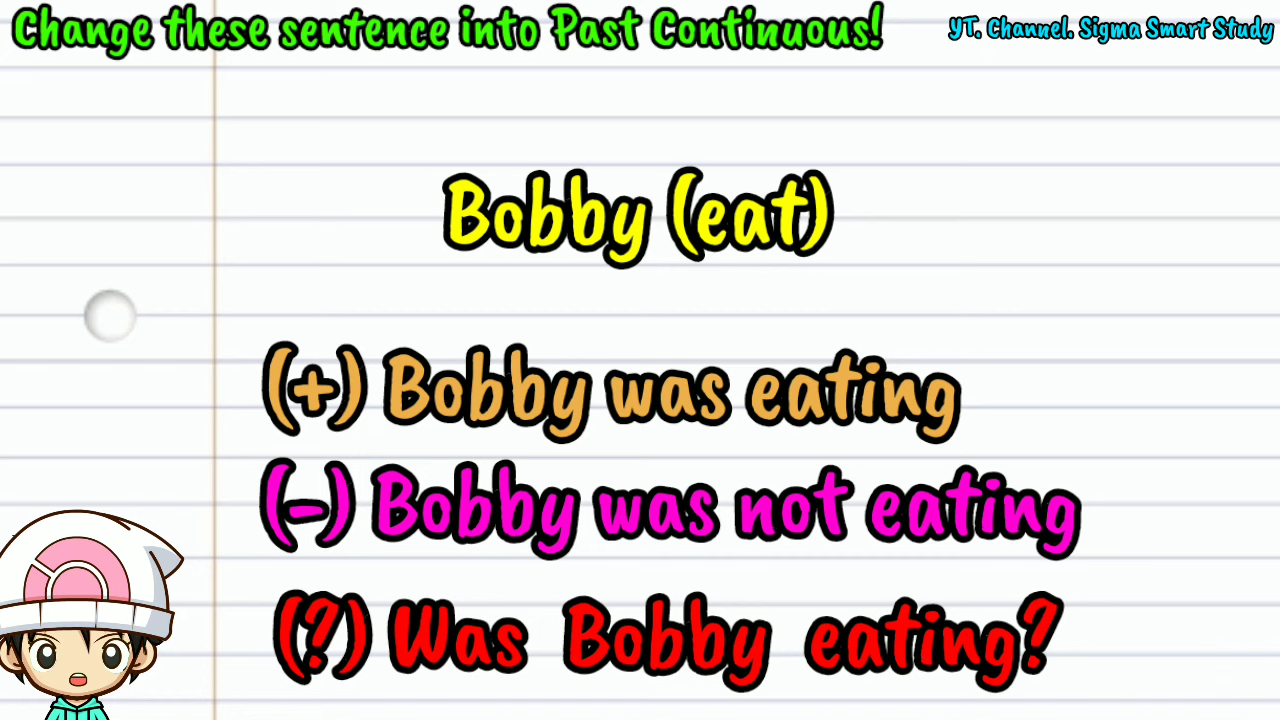 Change these sentence into Past Continuous!
YT. Channel. Sigma Smart Study
Bobby (eat)
(+) Bobby was eating
(-) Bobby was not eating
(?) Was Bobby eating?